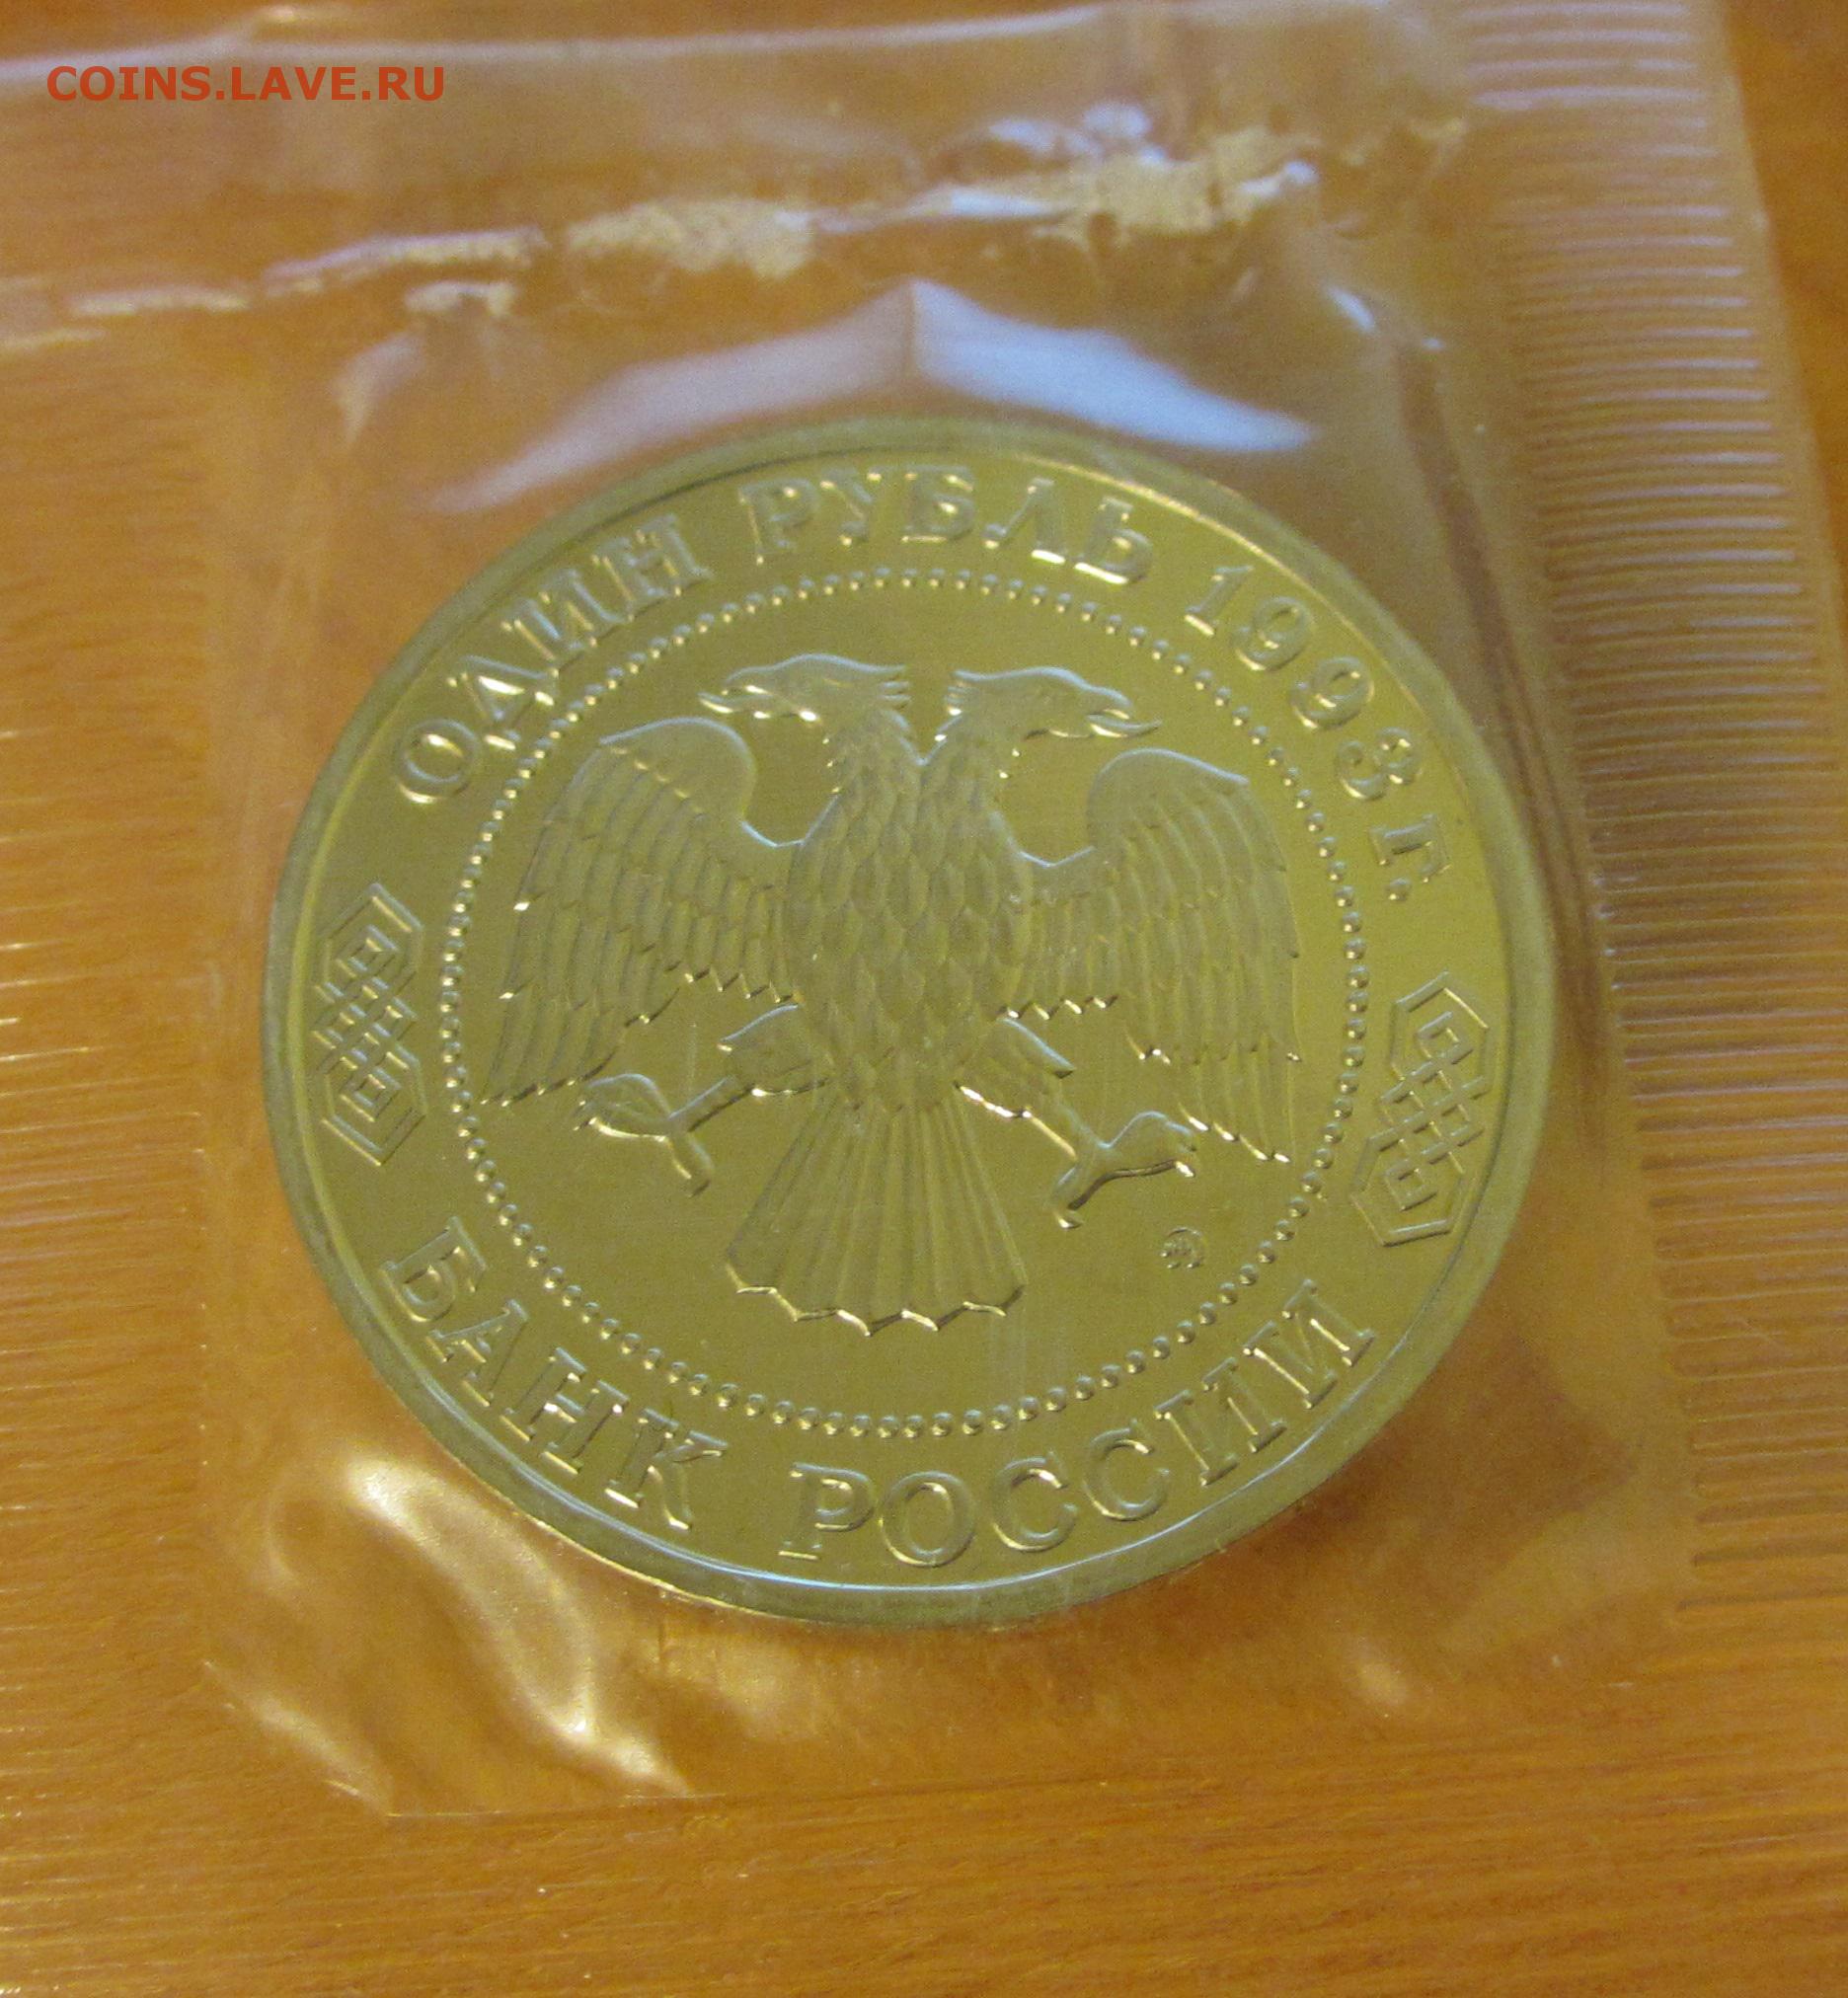 COINS.LAVE.RU
ОДИН РУБЛЬ 1993 г.
БАНК РОССИИ